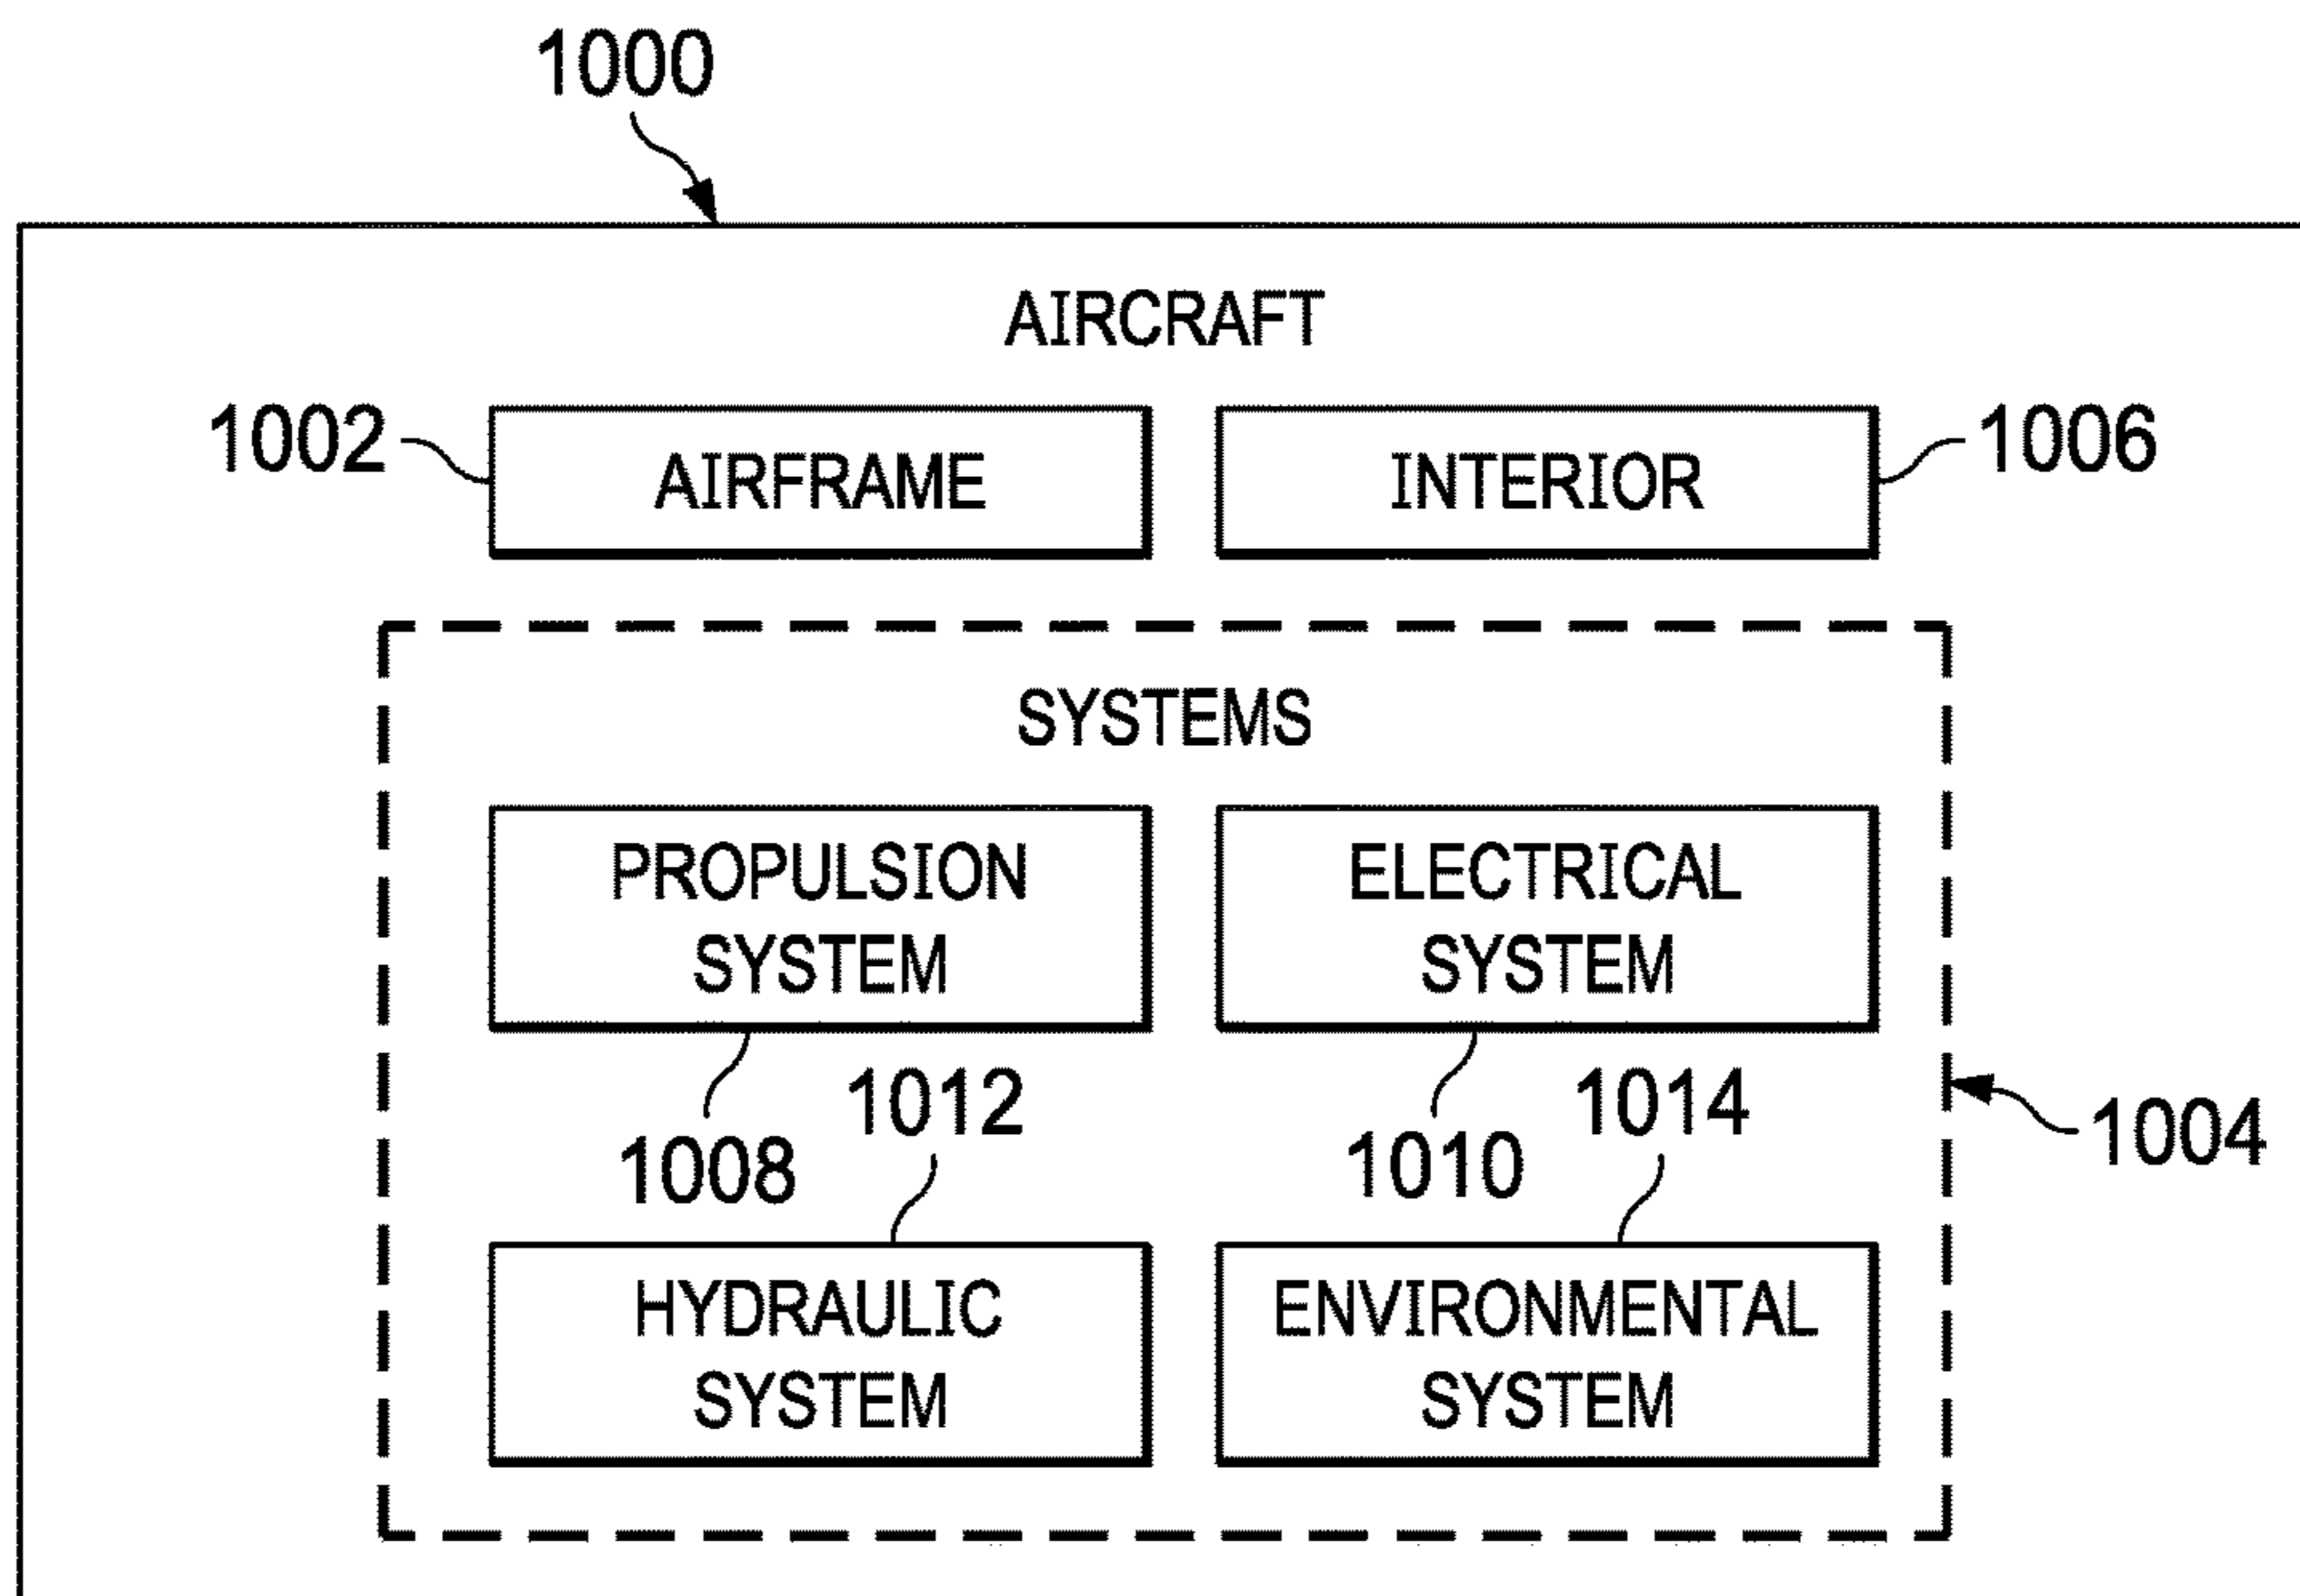 1000
AIRCRAFT
1002 AIRFRAME INTERIOR 1006
SYSTEMS
PROPULSION ELECTRICAL
SYSTEM SYSTEM
1012 1014
1008 1010 1004
HYDRAULIC ENVIRONMENTAL
SYSTEM SYSTEM